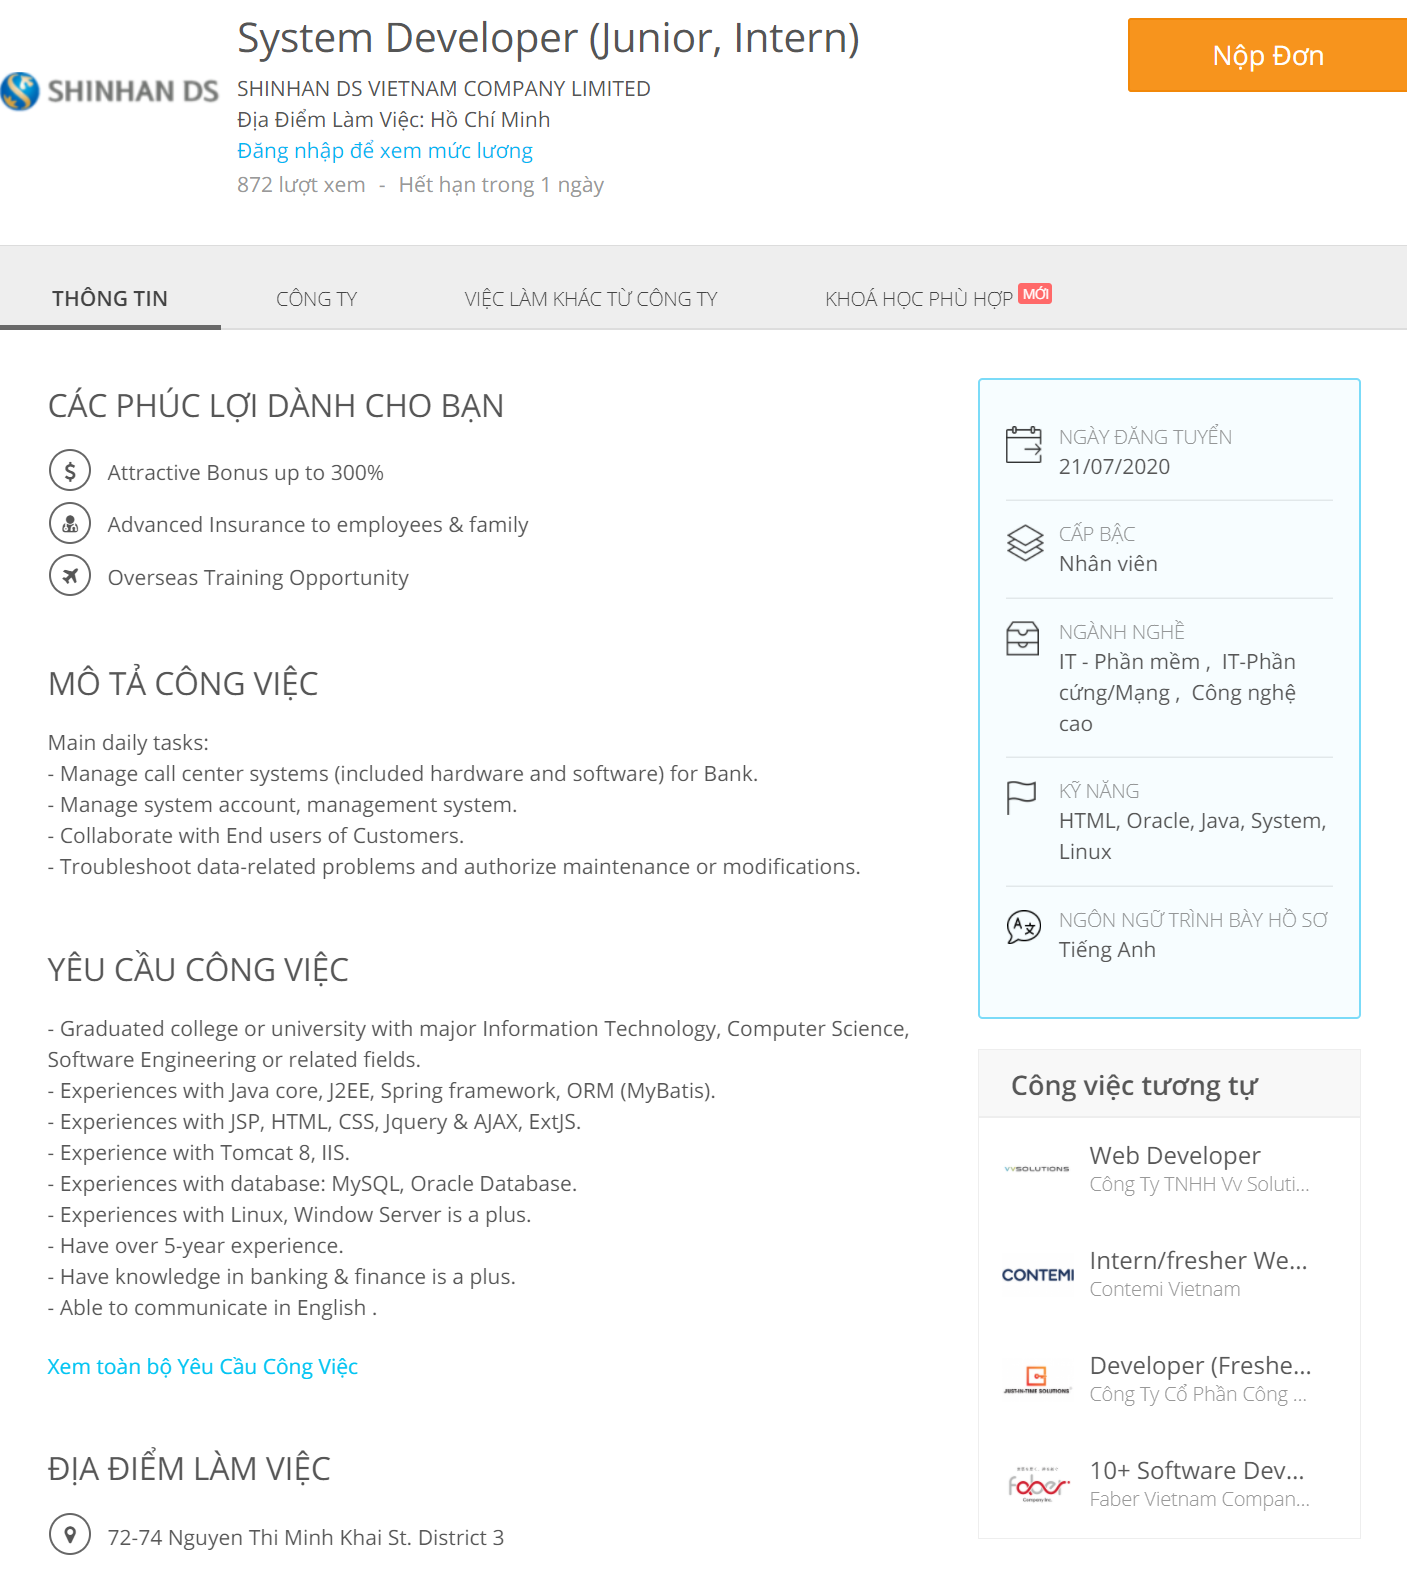 System Developer (Junior, Intern)
Nộp Đơn
SHINHAN DS
SHINHAN DS VIETNAM COMPANY LIMITED
Địa Điểm Làm Việc: Hồ Chí Minh
Đăng nhập để xem mức lương
872 lượt xem - Hết hạn trong 1 ngày
THÔNG TIN
CÔNG TY
VIỆC LÀM KHÁC TỪ CÔNG TY
KHOÁ HỌC PHÙ HỢP MỚI
CÁC PHÚC LỢI DÀNH CHO BẠN
Attractive Bonus up to 300%
Advanced Insurance to employees & family
Overseas Training Opportunity
MÔ TẢ CÔNG VIỆC
Main daily tasks:
- Manage call center systems (included hardware and software) for Bank.
- Manage system account, management system.
- Collaborate with End users of Customers.
- Troubleshoot data-related problems and authorize maintenance or modifications.
YÊU CẦU CÔNG VIỆC
- Graduated college or university with major Information Technology, Computer Science,
Software Engineering or related fields.
- Experiences with Java core, J2EE, Spring framework, ORM (MyBatis).
- Experiences with JSP, HTML, CSS, Jquery & AJAX, ExtJS.
- Experience with Tomcat 8, IIS.
- Experiences with database: MySQL, Oracle Database.
- Experiences with Linux, Window Server is a plus.
- Have over 5-year experience.
- Have knowledge in banking & finance is a plus.
- Able to communicate in English .
Xem toàn bộ Yêu Cầu Công Việc
ĐỊA ĐIỂM LÀM VIỆC
72-74 Nguyen Thi Minh Khai St. District 3
NGÀY ĐĂNG TUYỂN
21/07/2020
CẤP BẬC
Nhân viên
NGÀNH NGHỀ
IT - Phần mềm , IT-Phần
cứng/Mạng , Công nghệ
cao
KỸ NĂNG
HTML, Oracle, Java, System,
Linux
NGÔN NGỮ TRÌNH BÀY HỒ SƠ
Tiếng Anh
Công việc tương tự
VVSOLUTIONS
Web Developer
Công Ty TNHH Vv Soluti...
CONTEMI
Intern/fresher We...
Contemi Vietnam
JUST-IN-TIME SOLUTIONS
Developer (Freshe...
Công Ty Cổ Phần Công ...
faber
Company Inc.
10+ Software Dev...
Faber Vietnam Compan...